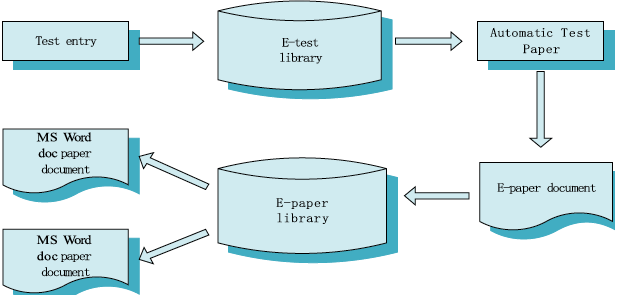 Test entry
E-test
library
Automatic Test
Paper
MS Word
doc paper
document
E-paper
library
E-paper document
MS Word
doc paper
document